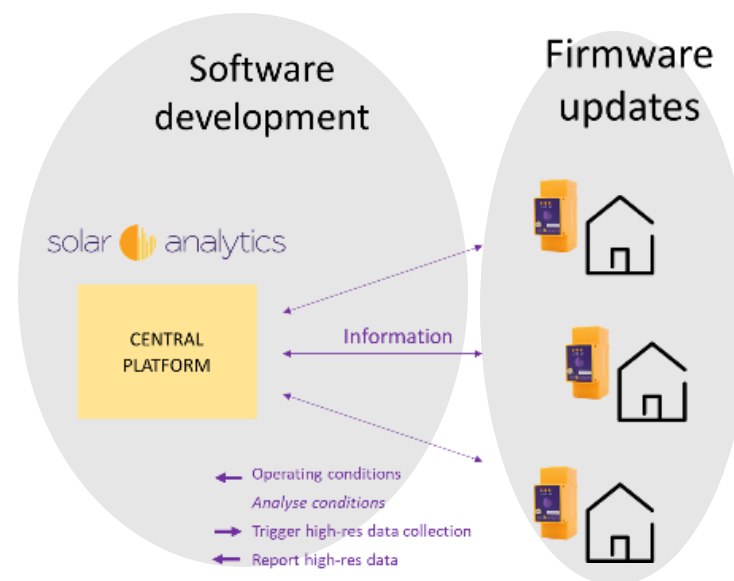 Software
development
Firmware
updates
solar analytics
CENTRAL
PLATFORM
Information
Operating conditions
Analyse conditions
Trigger high-res data collection
Report high-res data